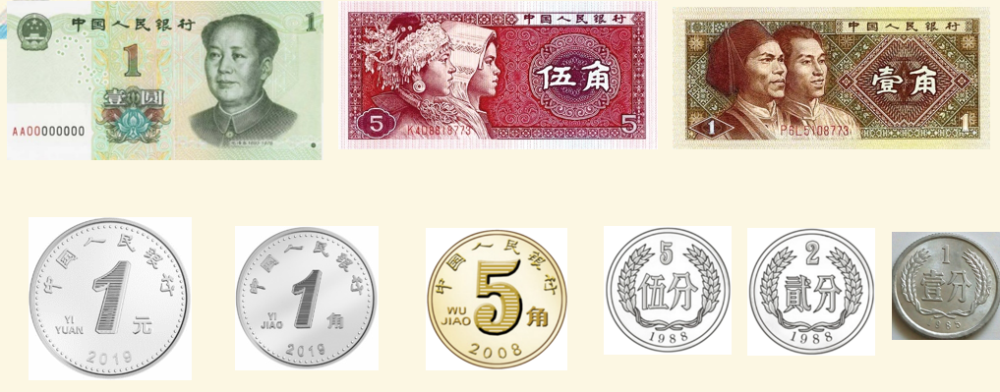 中国人民银行
1
1
壹圆
AA00000000
中国人民银行
伍角
5
K4Q8618773
5
中国人民银行
壹角
1
P6L5108773
1
中国人民银行
1
YI
YUAN
元
2019
中国人民银行
1
YI
JIAO
角
2019
中国人民银行
5
WU
JIAO
角
2008
5
伍分
1988
2
贰分
1988
1
壹分